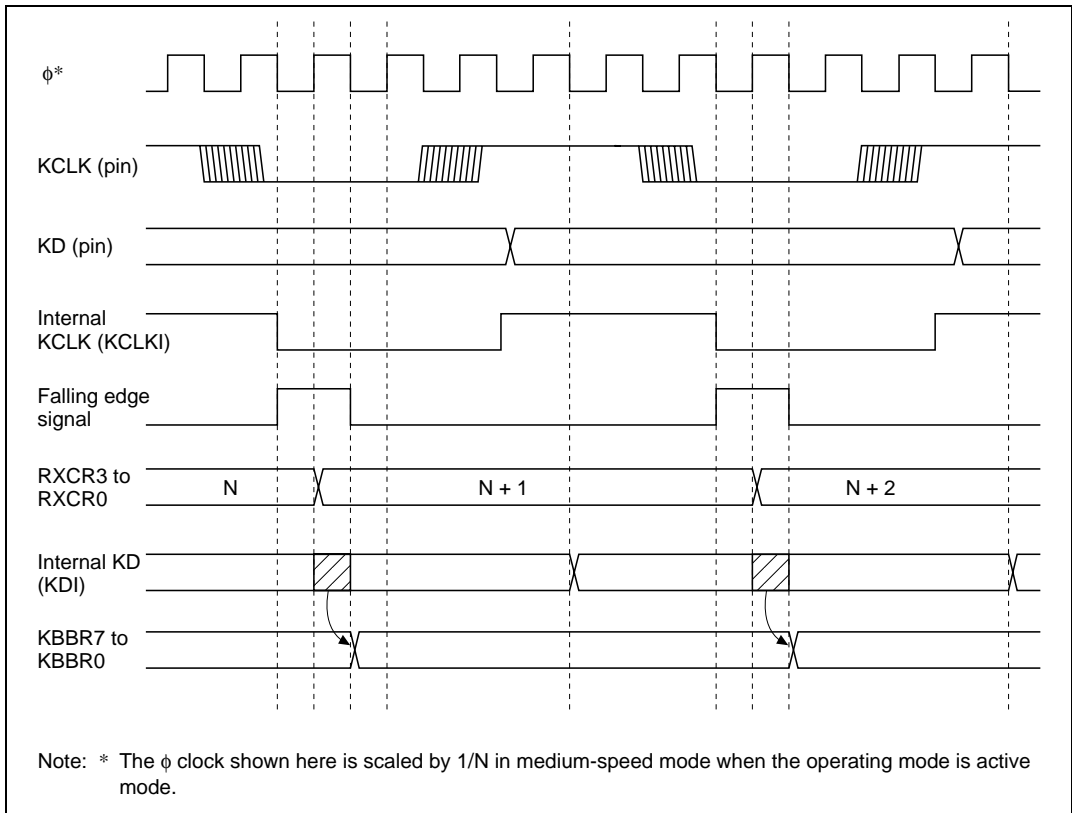 ϕ*
KCLK (pin)
KD (pin)
Internal
KCLK (KCLKI)
Falling edge
signal
RXCR3 to
RXCR0
N
N + 1
N + 2
Internal KD
(KDI)
KBBR7 to
KBBR0
Note: * The ϕ clock shown here is scaled by 1/N in medium-speed mode when the operating mode is active
mode.